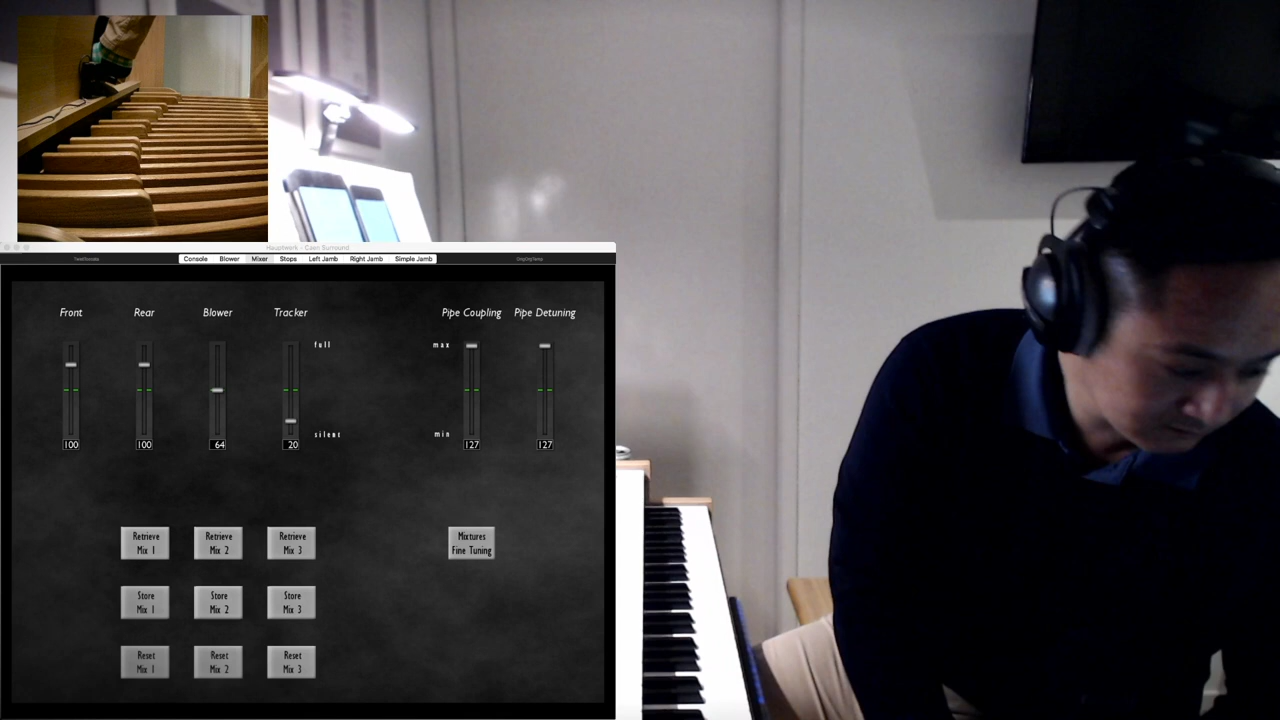 Hauptwerk - Caen Surround
Console Blower Mixer Stops Left Jamb Right Jamb Simple Jamb
Front Rear Blower Tracker Pipe Coupling Pipe Detuning
full max
silent min
100 100 64 20 127 127
Retrieve Mix 1
Retrieve Mix 2
Retrieve Mix 3
Mixtures Fine Tuning
Store Mix 1
Store Mix 2
Store Mix 3
Reset Mix 1
Reset Mix 2
Reset Mix 3